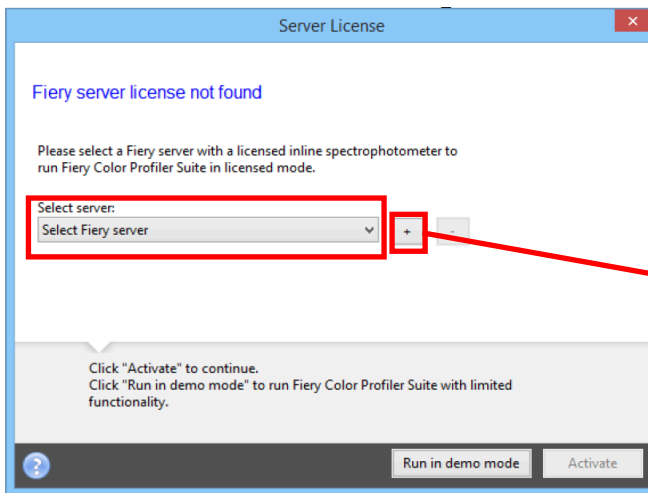 Server License
Fiery server license not found
Please select a Fiery server with a licensed inline spectrophotometer to
run Fiery Color Profiler Suite in licensed mode.
Select server:
Select Fiery server
+ -
Click "Activate" to continue.
Click "Run in demo mode" to run Fiery Color Profiler Suite with limited
functionality.
? Run in demo mode Activate